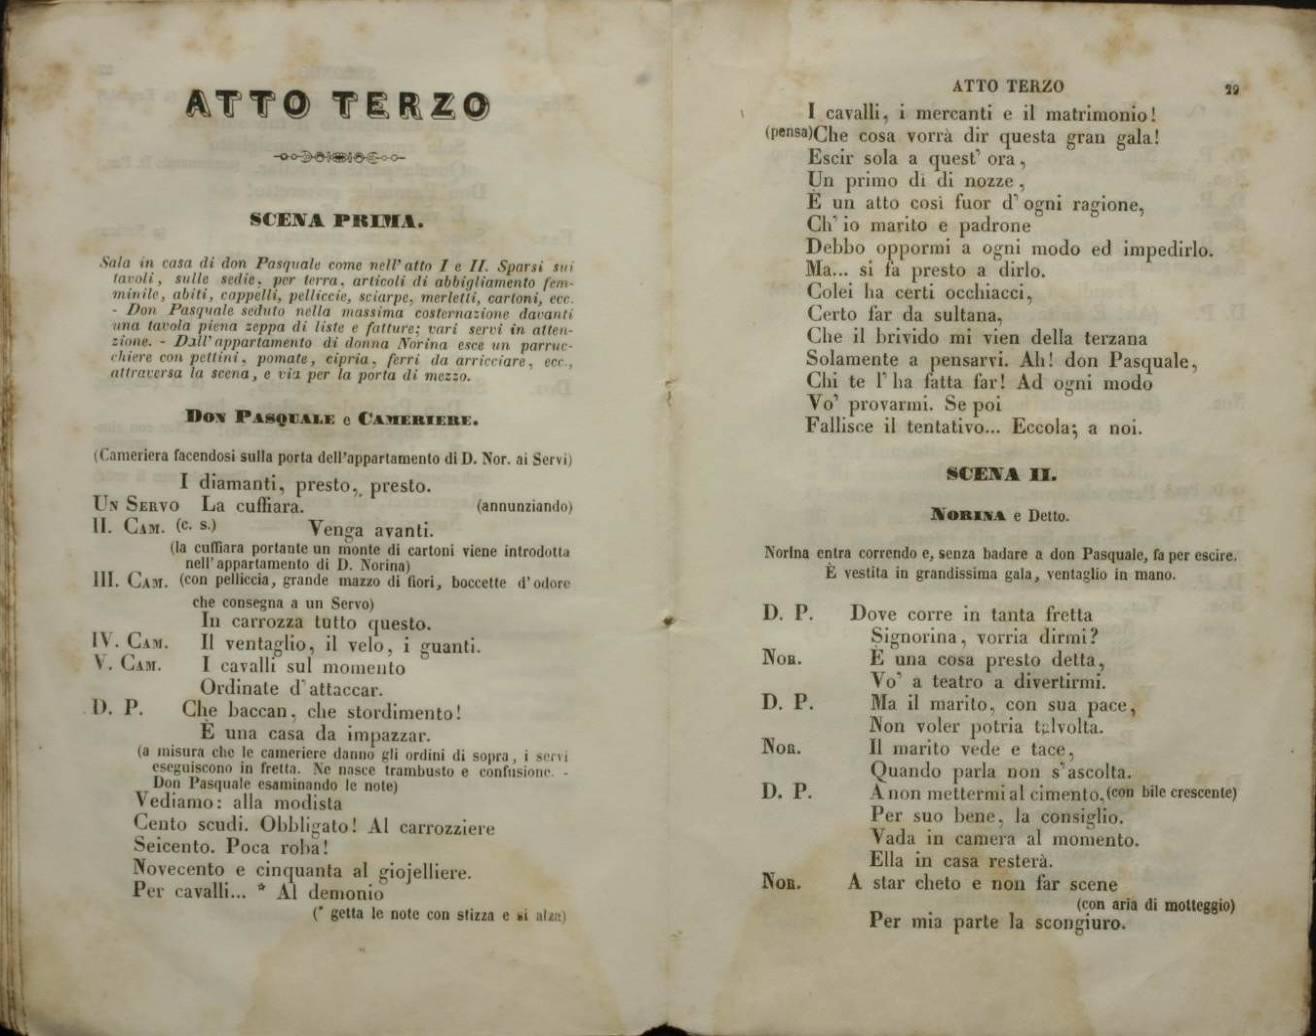 ATTO TERZO
SCENA PRIMA.
Sala in casa di don Pasquale come nell' atto I e II. Sparsi sui
tavoli, sulle sedie, per terra, articoli di abbigliamento fem-
minile, abiti, cappelli, pelliccie, sciarpe, merletti, cartoni, ecc.
- Don Pasquale seduto nella massima costernazione davanti
una tavola piena zeppa di liste e fatture; vari servi in atten-
zione. - Dall' appartamento di donna Norina esce un parruc-
chiere con pettini, pomate, cipria, ferri da arricciare, ecc.,
attraversa la scena, e via per la porta di mezzo.
DON PASQUALE e CAMERIERE.
(Cameriera facendosi sulla porta dell'appartamento di D. Nor. ai Servi)
I diamanti, presto, presto.
UN SERVO La cuffiara. (annunziando)
II. CAM. (c. s.) Venga avanti.
(la cuffiara portante un monte di cartoni viene introdotta
nell' appartamento di D. Norina)
III. CAM. (con pelliccia, grande mazzo di fiori, boccette d' odore
che consegna a un Servo)
In carrozza tutto questo.
IV. CAM. Il ventaglio, il velo, i guanti.
V. CAM. I cavalli sul momento
Ordinate d' attaccar.
D. P. Che baccan, che stordimento!
È una casa da impazzar.
(a misura che le cameriere danno gli ordini di sopra, i servi
eseguiscono in fretta. Ne nasce trambusto e confusione. -
Don Pasquale esaminando le note)
Vediamo: alla modista
Cento scudi. Obbligato! Al carrozziere
Seicento. Poca roba!
Novecento e cinquanta al giojelliere.
Per cavalli... * Al demonio
(* getta le note con stizza e si alza)
ATTO TERZO 29
I cavalli, i mercanti e il matrimonio!
(pensa) Che cosa vorrà dir questa gran gala!
Escir sola a quest' ora,
Un primo dì di nozze,
È un atto così fuor d' ogni ragione,
Ch' io marito e padrone
Debbo oppormi a ogni modo ed impedirlo.
Ma... si fa presto a dirlo.
Colei ha certi occhiacci,
Certo far da sultana,
Che il brivido mi vien della terzana
Solamente a pensarvi. Ah! don Pasquale,
Chi te l' ha fatta far! Ad ogni modo
Vo' provarmi. Se poi
Fallisce il tentativo... Eccola; a noi.
SCENA II.
NORINA e Detto.
Norina entra correndo e, senza badare a don Pasquale, fa per escire.
È vestita in grandissima gala, ventaglio in mano.
D. P. Dove corre in tanta fretta
Signorina, vorria dirmi?
NOR. È una cosa presto detta,
Vo' a teatro a divertirmi.
D. P. Ma il marito, con sua pace,
Non voler potria talvolta.
NOR. Il marito vede e tace,
Quando parla non s' ascolta.
D. P. A non mettermi al cimento, (con bile crescente)
Per suo bene, la consiglio.
Vada in camera al momento.
Ella in casa resterà.
NOR. A star cheto e non far scene
(con aria di motteggio)
Per mia parte la scongiuro.